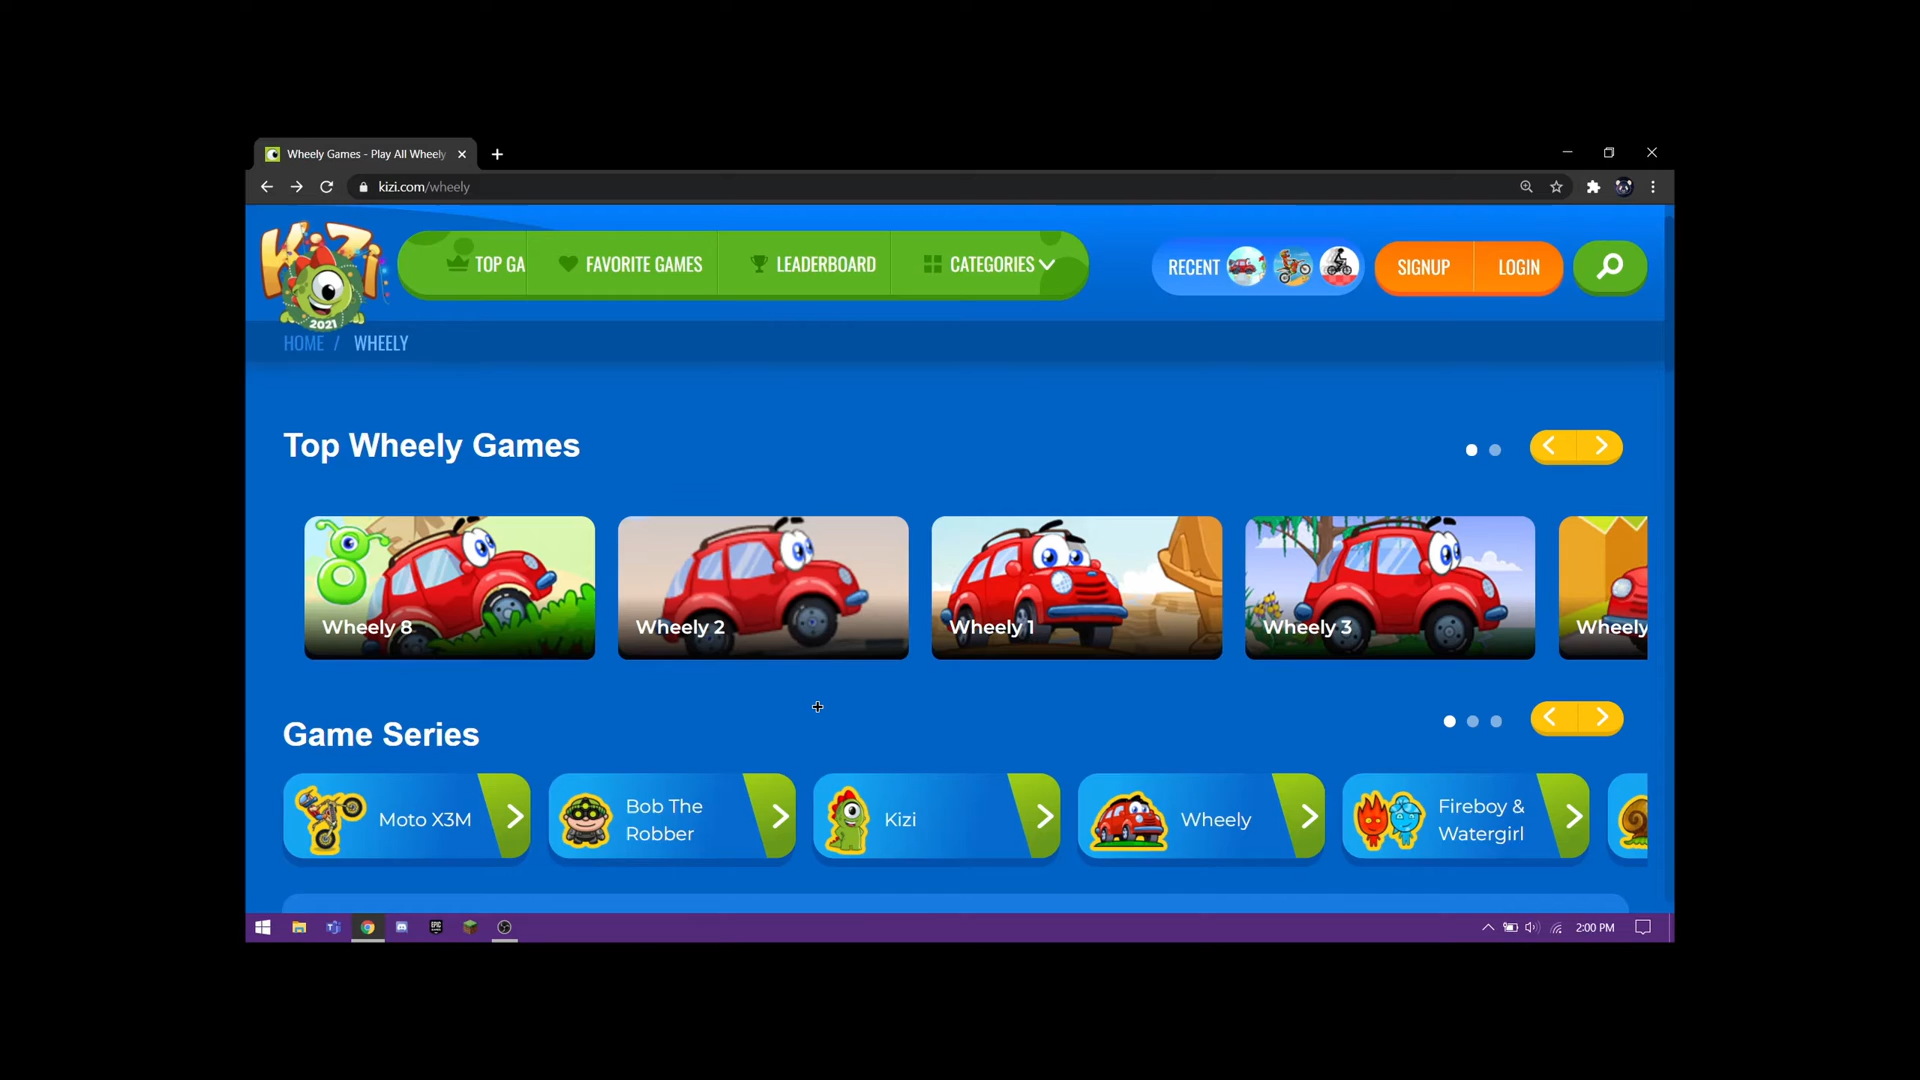 Wheely Games - Play All Wheely
kizi.com/wheely
KiZi
2021
TOP GA
FAVORITE GAMES
LEADERBOARD
CATEGORIES
RECENT
SIGNUP
LOGIN
HOME / WHEELY
Top Wheely Games
Wheely 8
Wheely 2
Wheely 1
Wheely 3
Wheely
Game Series
Moto X3M
Bob The
Robber
Kizi
Wheely
Fireboy &
Watergirl
EPIC
2:00 PM